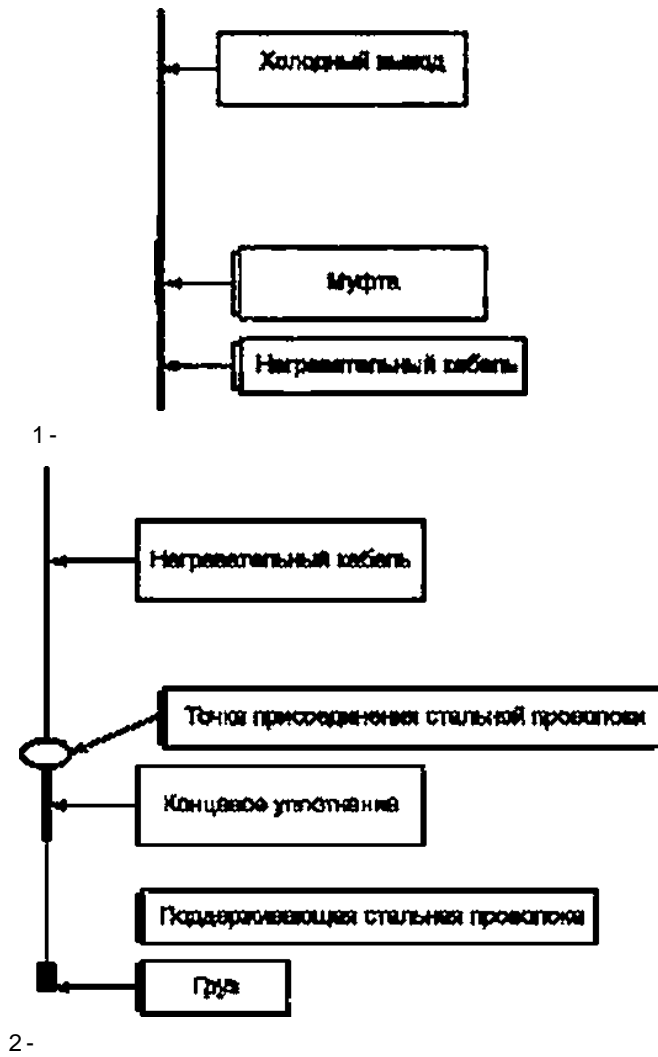 Холодный вывод
Муфта
Нагревательный кабель
1 -
Нагревательный кабель
Точка присоединения стальной проволоки
Концевое уплотнение
Поддерживающая стальная проволока
Груз
2 -